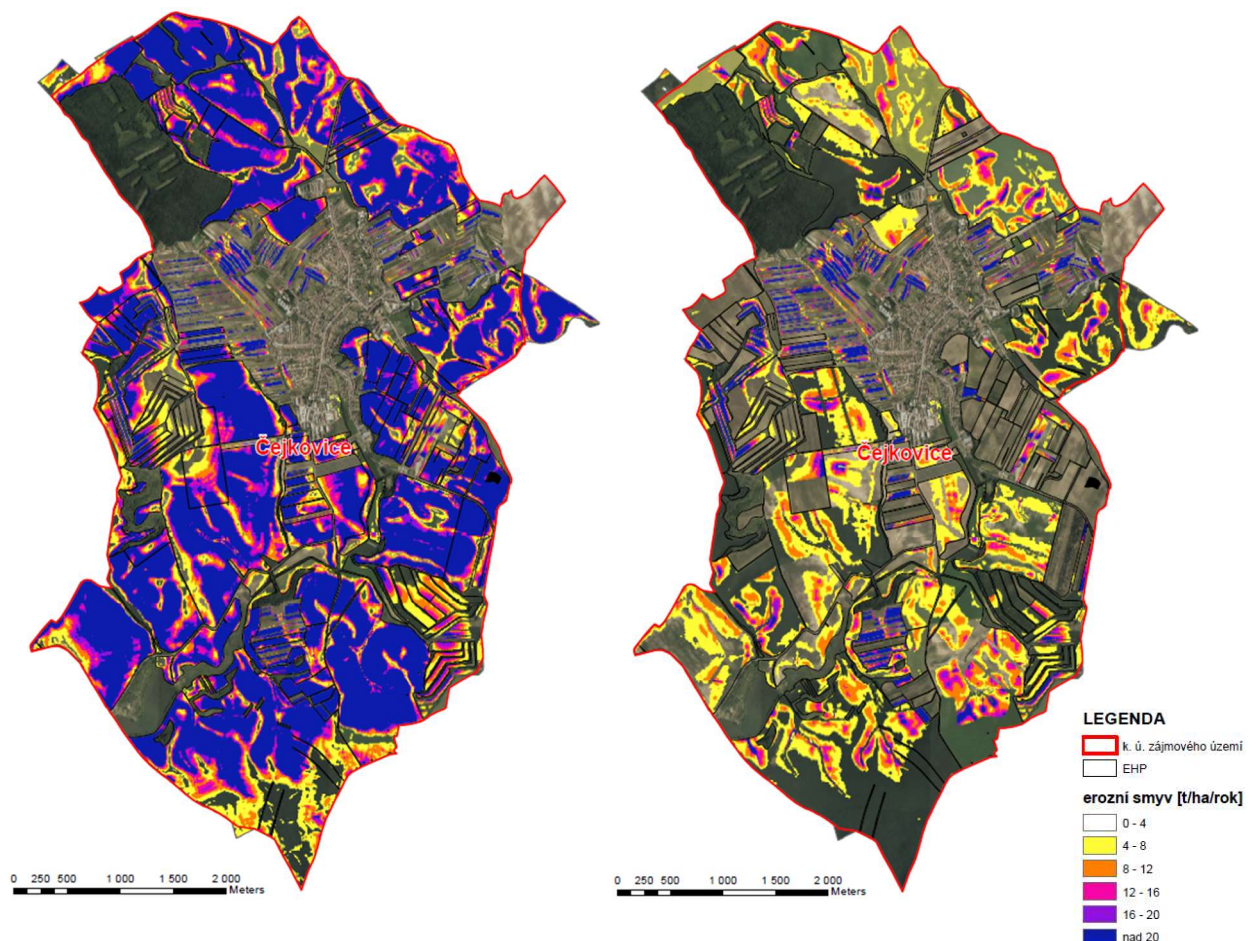 Čejkovice
Čejkovice
0 250 500 1 000 1 500 2 000
Meters
0 250 500 1 000 1 500 2 000
Meters
LEGENDA
k. ú. zájmového území
EHP
erozní smyv [t/ha/rok]
0 - 4
4 - 8
8 - 12
12 - 16
16 - 20
nad 20